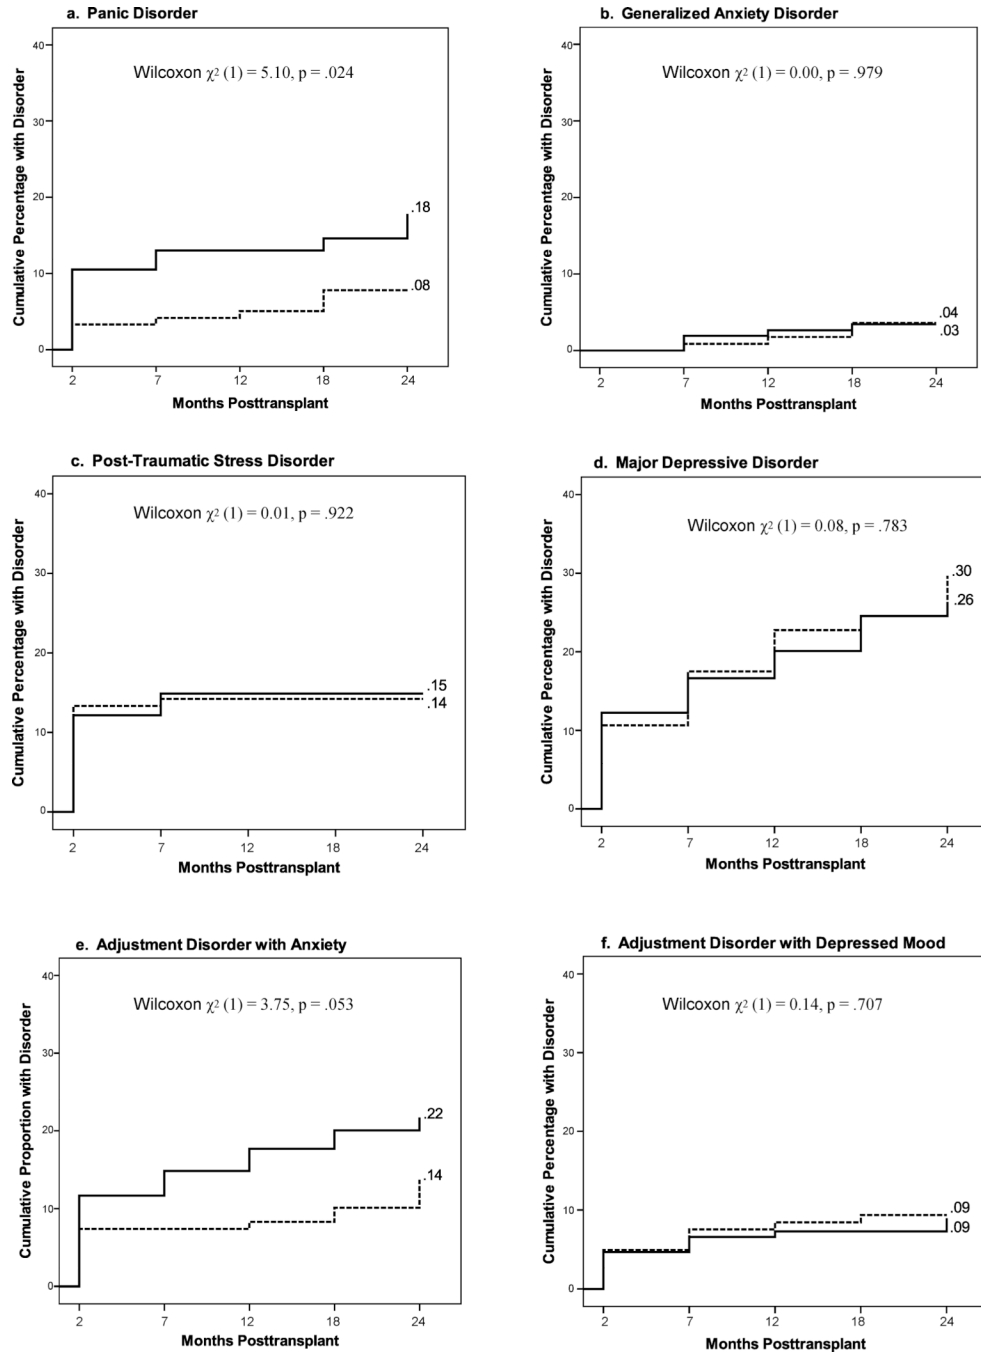 a. Panic Disorder
Cumulative Percentage with Disorder
Wilcoxon χ² (1) = 5.10, p = .024
40
30
20
10
0
.18
.08
2 7 12 18 24
Months Posttransplant
b. Generalized Anxiety Disorder
Cumulative Percentage with Disorder
Wilcoxon χ² (1) = 0.00, p = .979
40
30
20
10
0
.04
.03
2 7 12 18 24
Months Posttransplant
c. Post-Traumatic Stress Disorder
Cumulative Percentage with Disorder
Wilcoxon χ² (1) = 0.01, p = .922
40
30
20
10
0
.15
.14
2 7 12 18 24
Months Posttransplant
d. Major Depressive Disorder
Cumulative Percentage with Disorder
Wilcoxon χ² (1) = 0.08, p = .783
40
30
20
10
0
.30
.26
2 7 12 18 24
Months Posttransplant
e. Adjustment Disorder with Anxiety
Cumulative Proportion with Disorder
Wilcoxon χ² (1) = 3.75, p = .053
40
30
20
10
0
.22
.14
2 7 12 18 24
Months Posttransplant
f. Adjustment Disorder with Depressed Mood
Cumulative Percentage with Disorder
Wilcoxon χ² (1) = 0.14, p = .707
40
30
20
10
0
.09
.09
2 7 12 18 24
Months Posttransplant